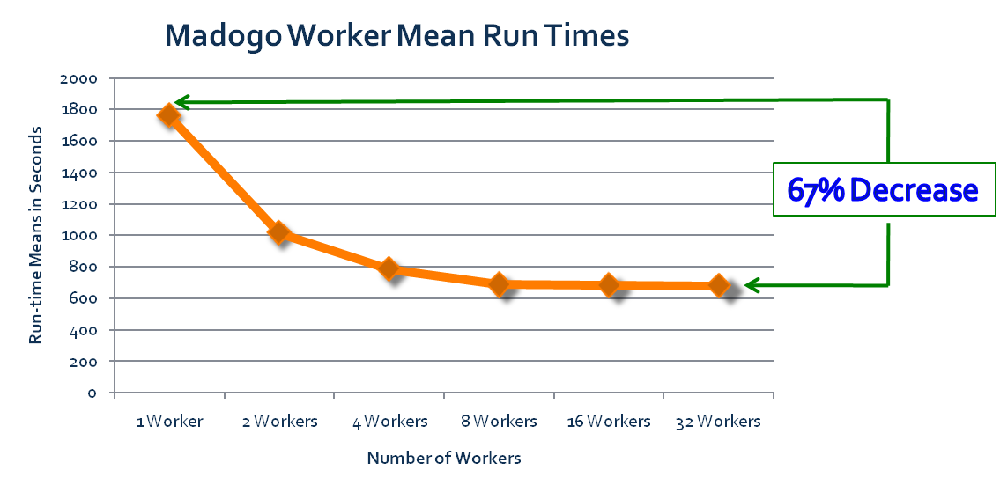 Madogo Worker Mean Run Times
2000
1800
1600
1400
1200
1000
800
600
400
200
0
Run-time Means in Seconds
67% Decrease
1 Worker
2 Workers
4 Workers
8 Workers
16 Workers
32 Workers
Number of Workers